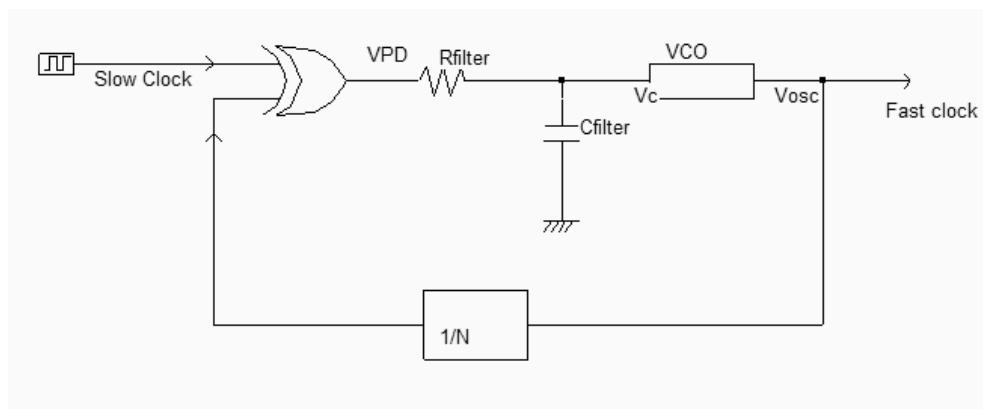 VPD
Rfilter
VCO
Slow Clock
Vc
Vosc
Fast clock
Cfilter
1/N